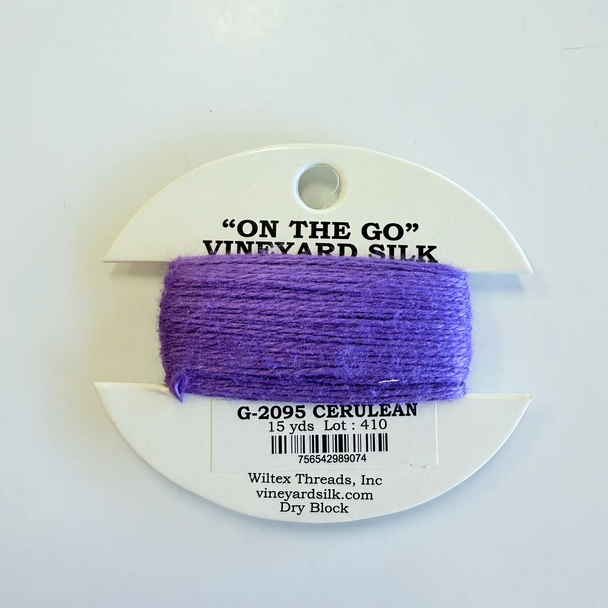 “ON THE GO”
VINEYARD SILK
G-2095 CERULEAN
15 yds Lot : 410
756542989074
Wiltex Threads, Inc
vineyardsilk.com
Dry Block